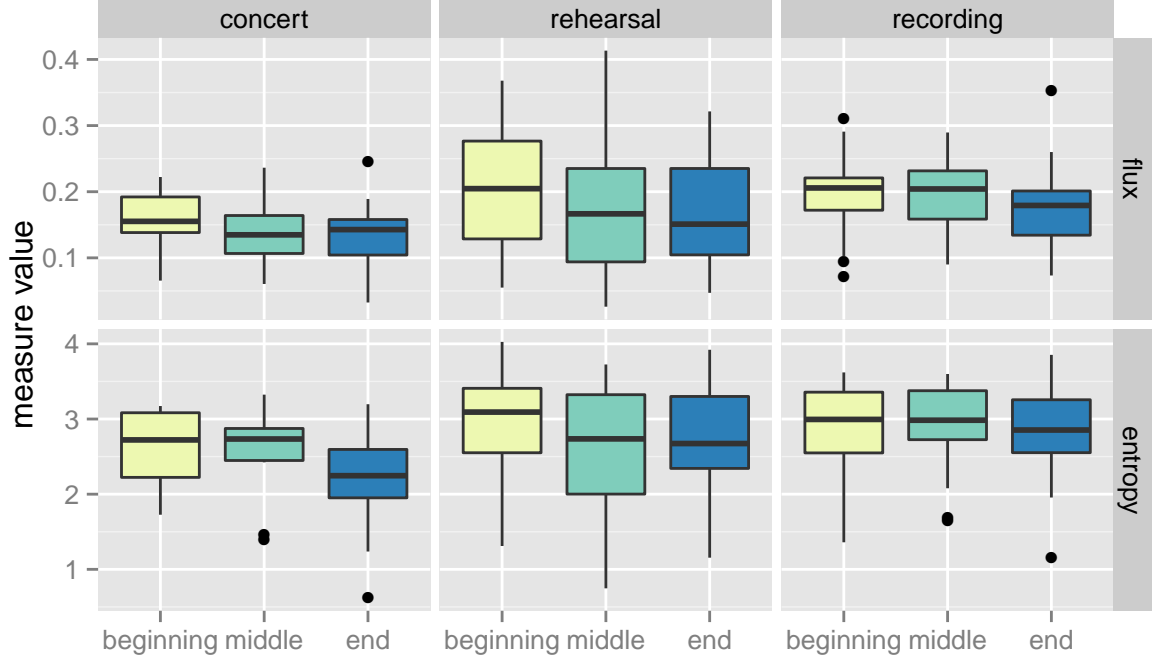 concert rehearsal recording
measure value
0.4
0.3
0.2
0.1
flux
4
3
2
1
entropy
beginning middle end beginning middle end beginning middle end